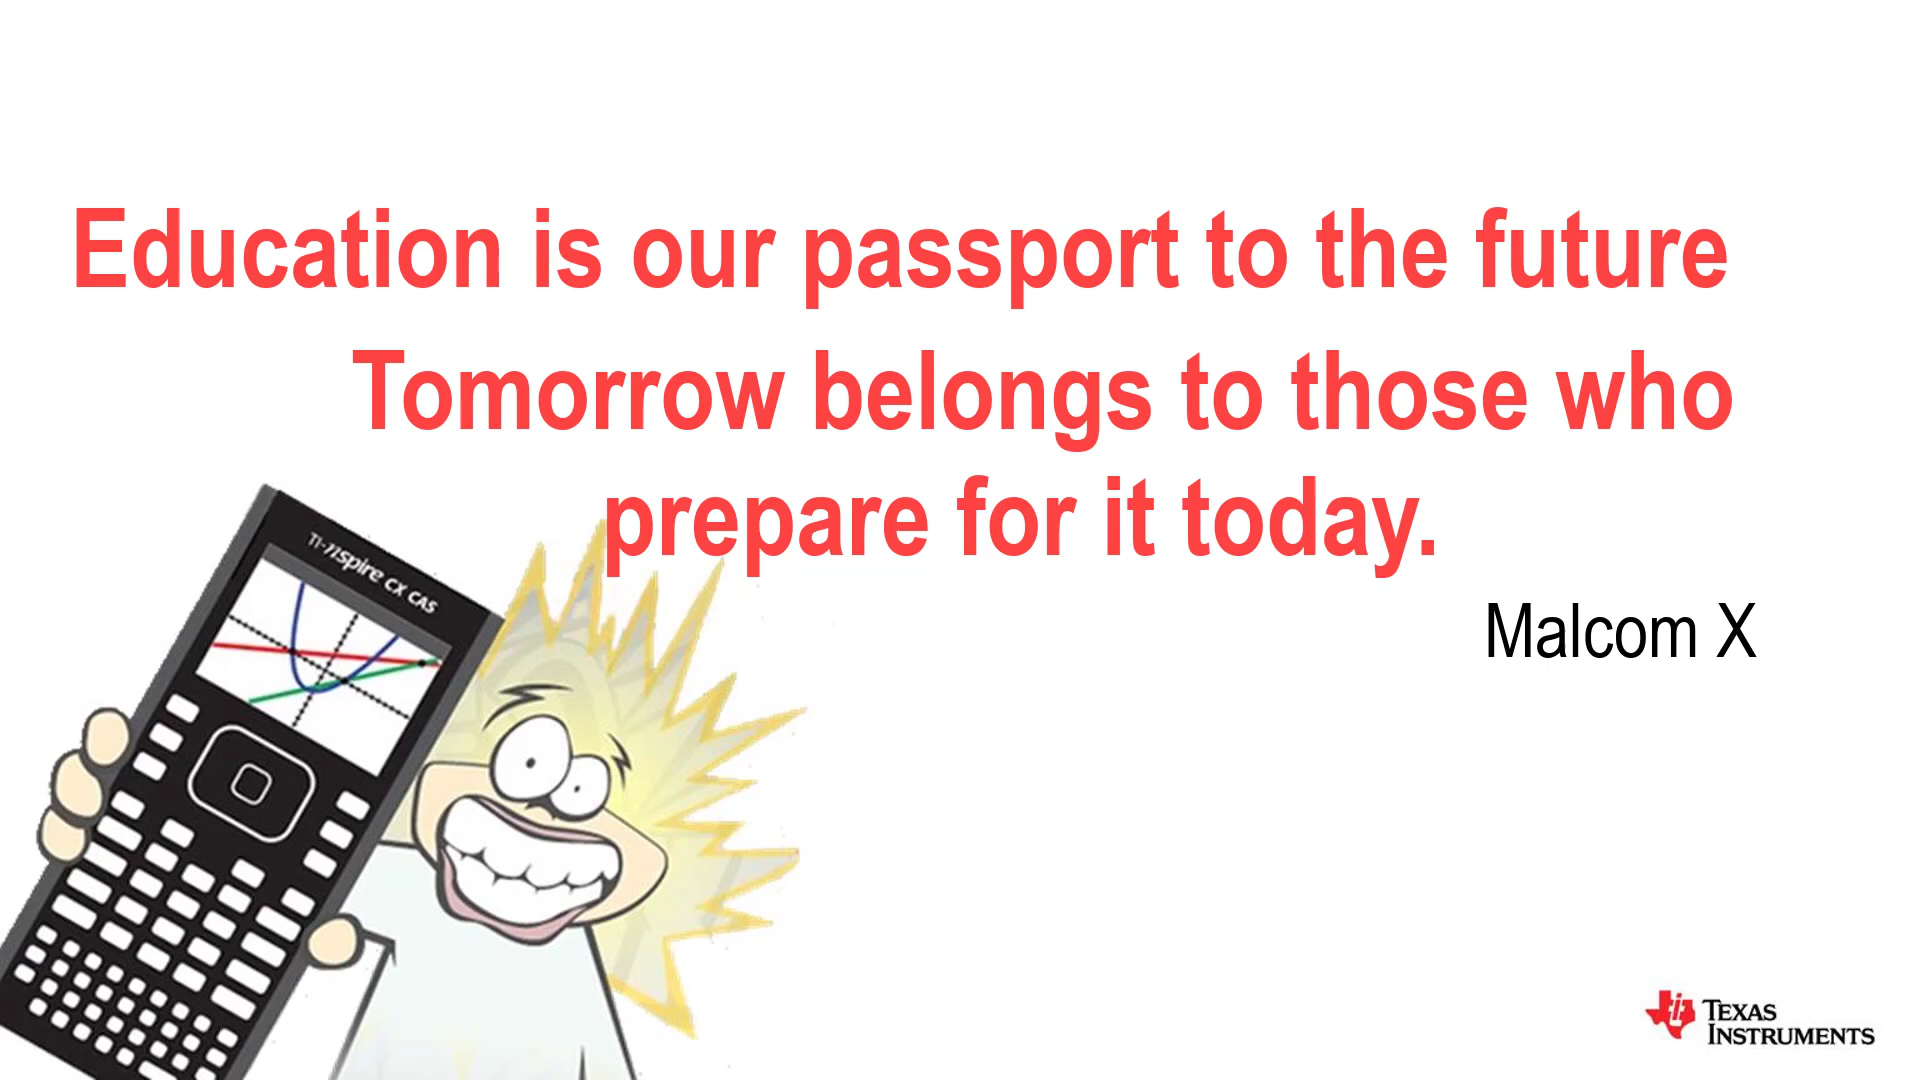 Education is our passport to the future
Tomorrow belongs to those who
prepare for it today.
Malcom X
TI-nspire CX CAS
TEXAS
INSTRUMENTS